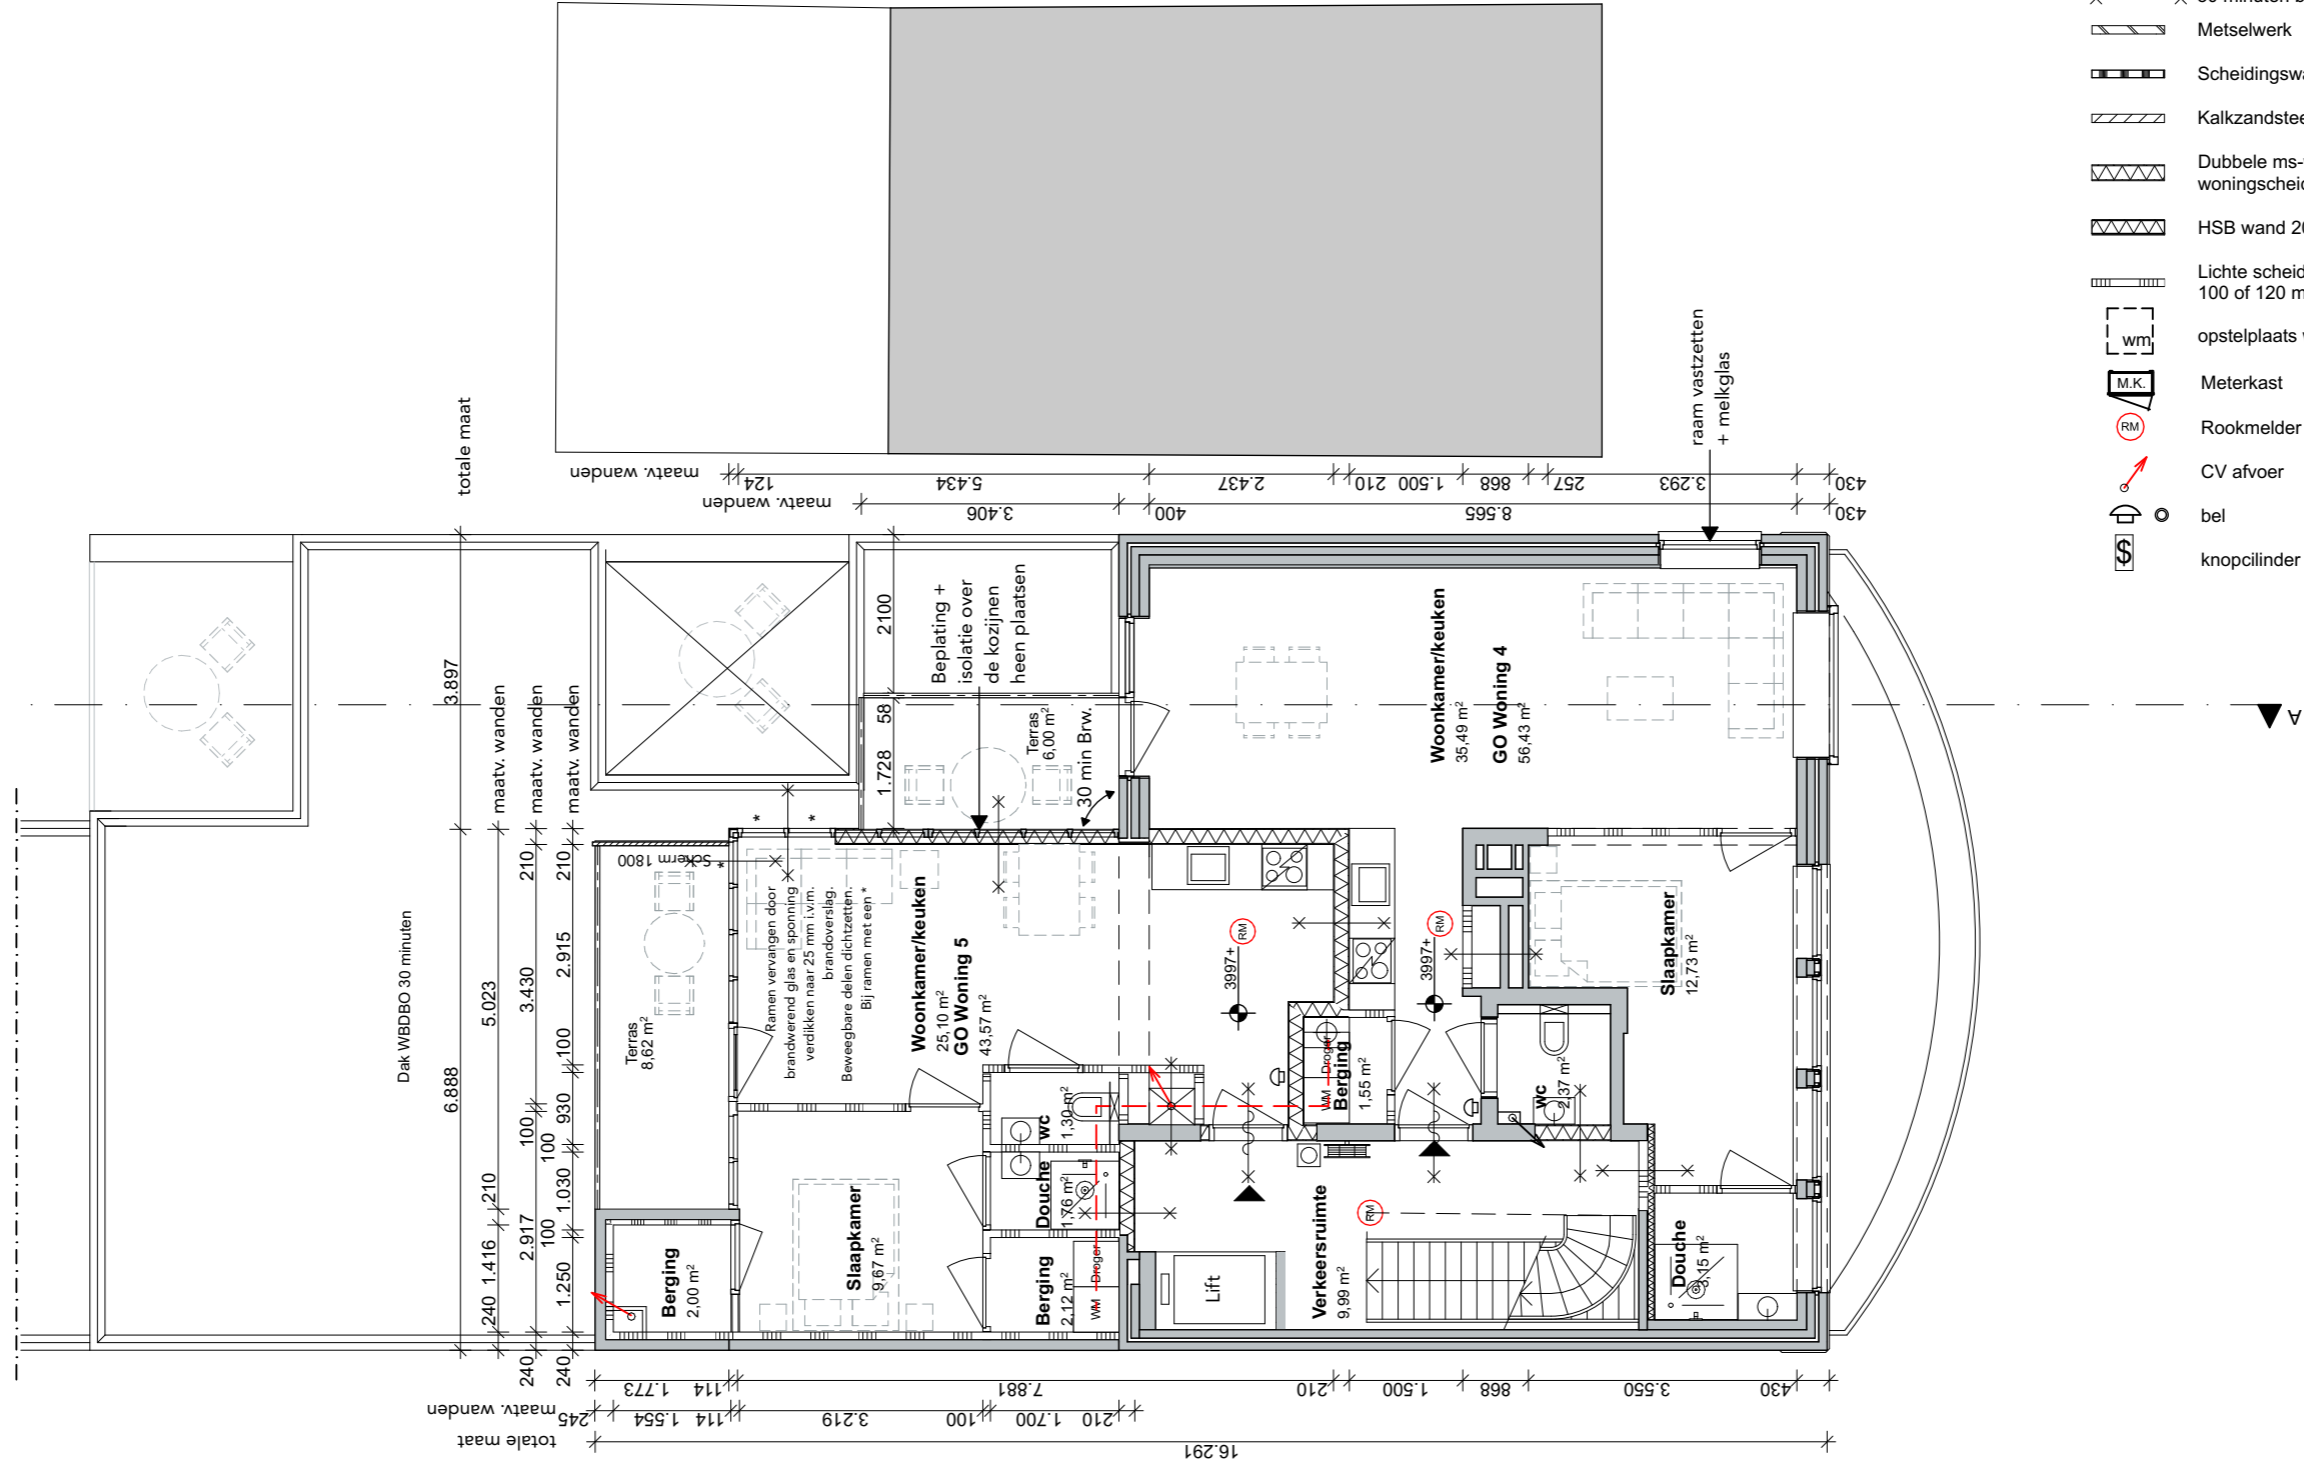 30 minuten b
Metselwerk
Scheidingswa
Kalkzandstee
Dubbele ms-
woningscheid
HSB wand 20
Lichte scheid
100 of 120 m
wm
opstelplaats w
M.K.
Meterkast
RM
Rookmelder
CV afvoer
bel
$
knopcilinder
A
raam vastzetten
+ melkglas
maatv. wanden
124
5.434
2.437
210
1.500
868
257
3.293
430
maatv. wanden
3.406
400
8.565
430
totale maat
3.897
6.888
maatv. wanden
5.023
210
1.416
240
maatv. wanden
210
3.430
100
2.917
240
maatv. wanden
210
2.915
100
930
100
1.030
100
1.250
240
2100
58
1.728
Beplating +
isolatie over
de kozijnen
heen plaatsen
Terras
6,00 m²
30 min Brw.
Dak WBDBO 30 minuten
Scherm 1800
*
*
*
Terras
8,62 m²
Ramen vervangen door
brandwerend glas en sponning
verdikken naar 25 mm i.v.m.
brandoverslag.
Beweegbare delen dichtzetten.
Bij ramen met een *
Woonkamer/keuken
25,10 m²
GO Woning 5
43,57 m²
Woonkamer/keuken
35,49 m²
GO Woning 4
56,43 m²
3997+
RM
3997+
RM
Slaapkamer
12,73 m²
WM
Droger
Berging
1,55 m²
wc
2,37 m²
wc
1,30 m²
Douche
1,76 m²
Slaapkamer
9,67 m²
Berging
2,00 m²
Berging
2,12 m²
WM
Droger
Lift
Verkeersruimte
9,99 m²
RM
Douche
3,15 m²
1.773
114
7.881
210
1.500
868
3.550
430
maatv. wanden
245
1.554
114
3.219
100
1.700
210
totale maat
16.291